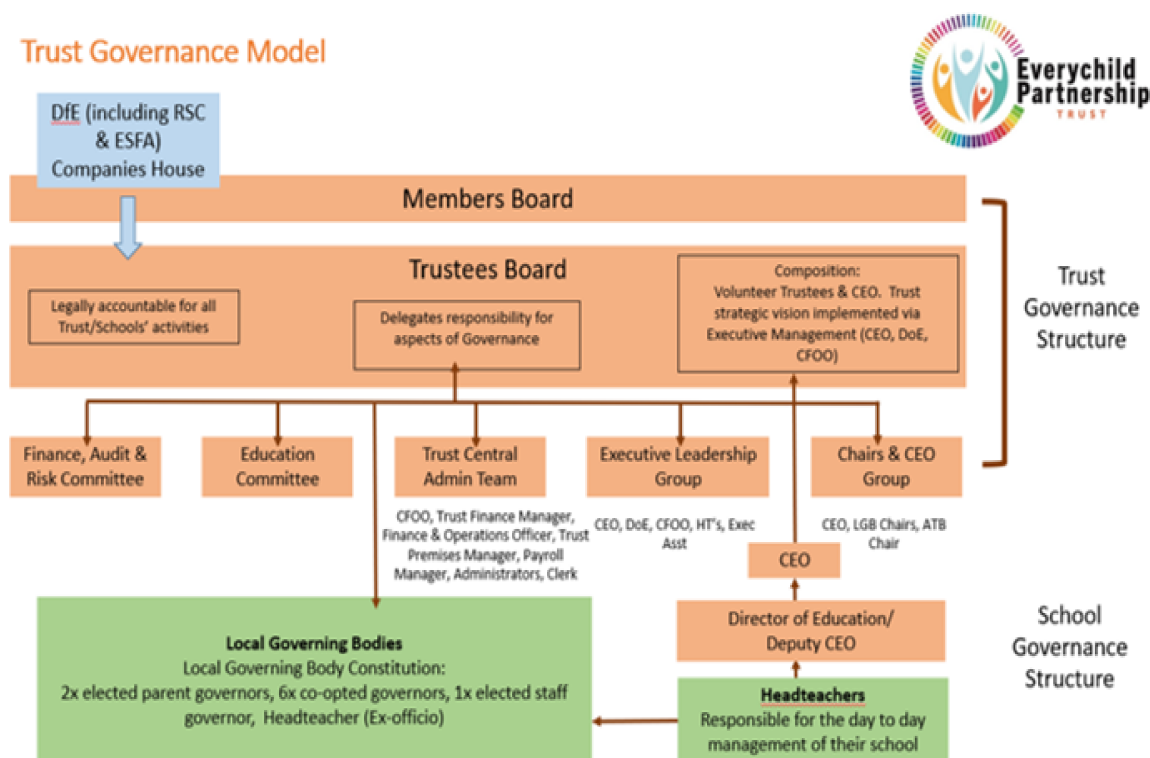 Trust Governance Model
Everychild
Partnership
TRUST
DfE (including RSC
& ESFA)
Companies House
Members Board
Trustees Board
Legally accountable for all
Trust/Schools' activities
Delegates responsibility for
aspects of Governance
Composition:
Volunteer Trustees & CEO. Trust
strategic vision implemented via
Executive Management (CEO, DoE,
CFOO)
Trust
Governance
Structure
Finance, Audit &
Risk Committee
Education
Committee
Trust Central
Admin Team
Executive Leadership
Group
Chairs & CEO
Group
CFOO, Trust Finance Manager,
Finance & Operations Officer, Trust
Premises Manager, Payroll
Manager, Administrators, Clerk
CEO, DoE, CFOO, HT's, Exec
Asst
CEO, LGB Chairs, ATB
Chair
CEO
Director of Education/
Deputy CEO
School
Governance
Structure
Local Governing Bodies
Local Governing Body Constitution:
2x elected parent governors, 6x co-opted governors, 1x elected staff
governor, Headteacher (Ex-officio)
Headteachers
Responsible for the day to day
management of their school